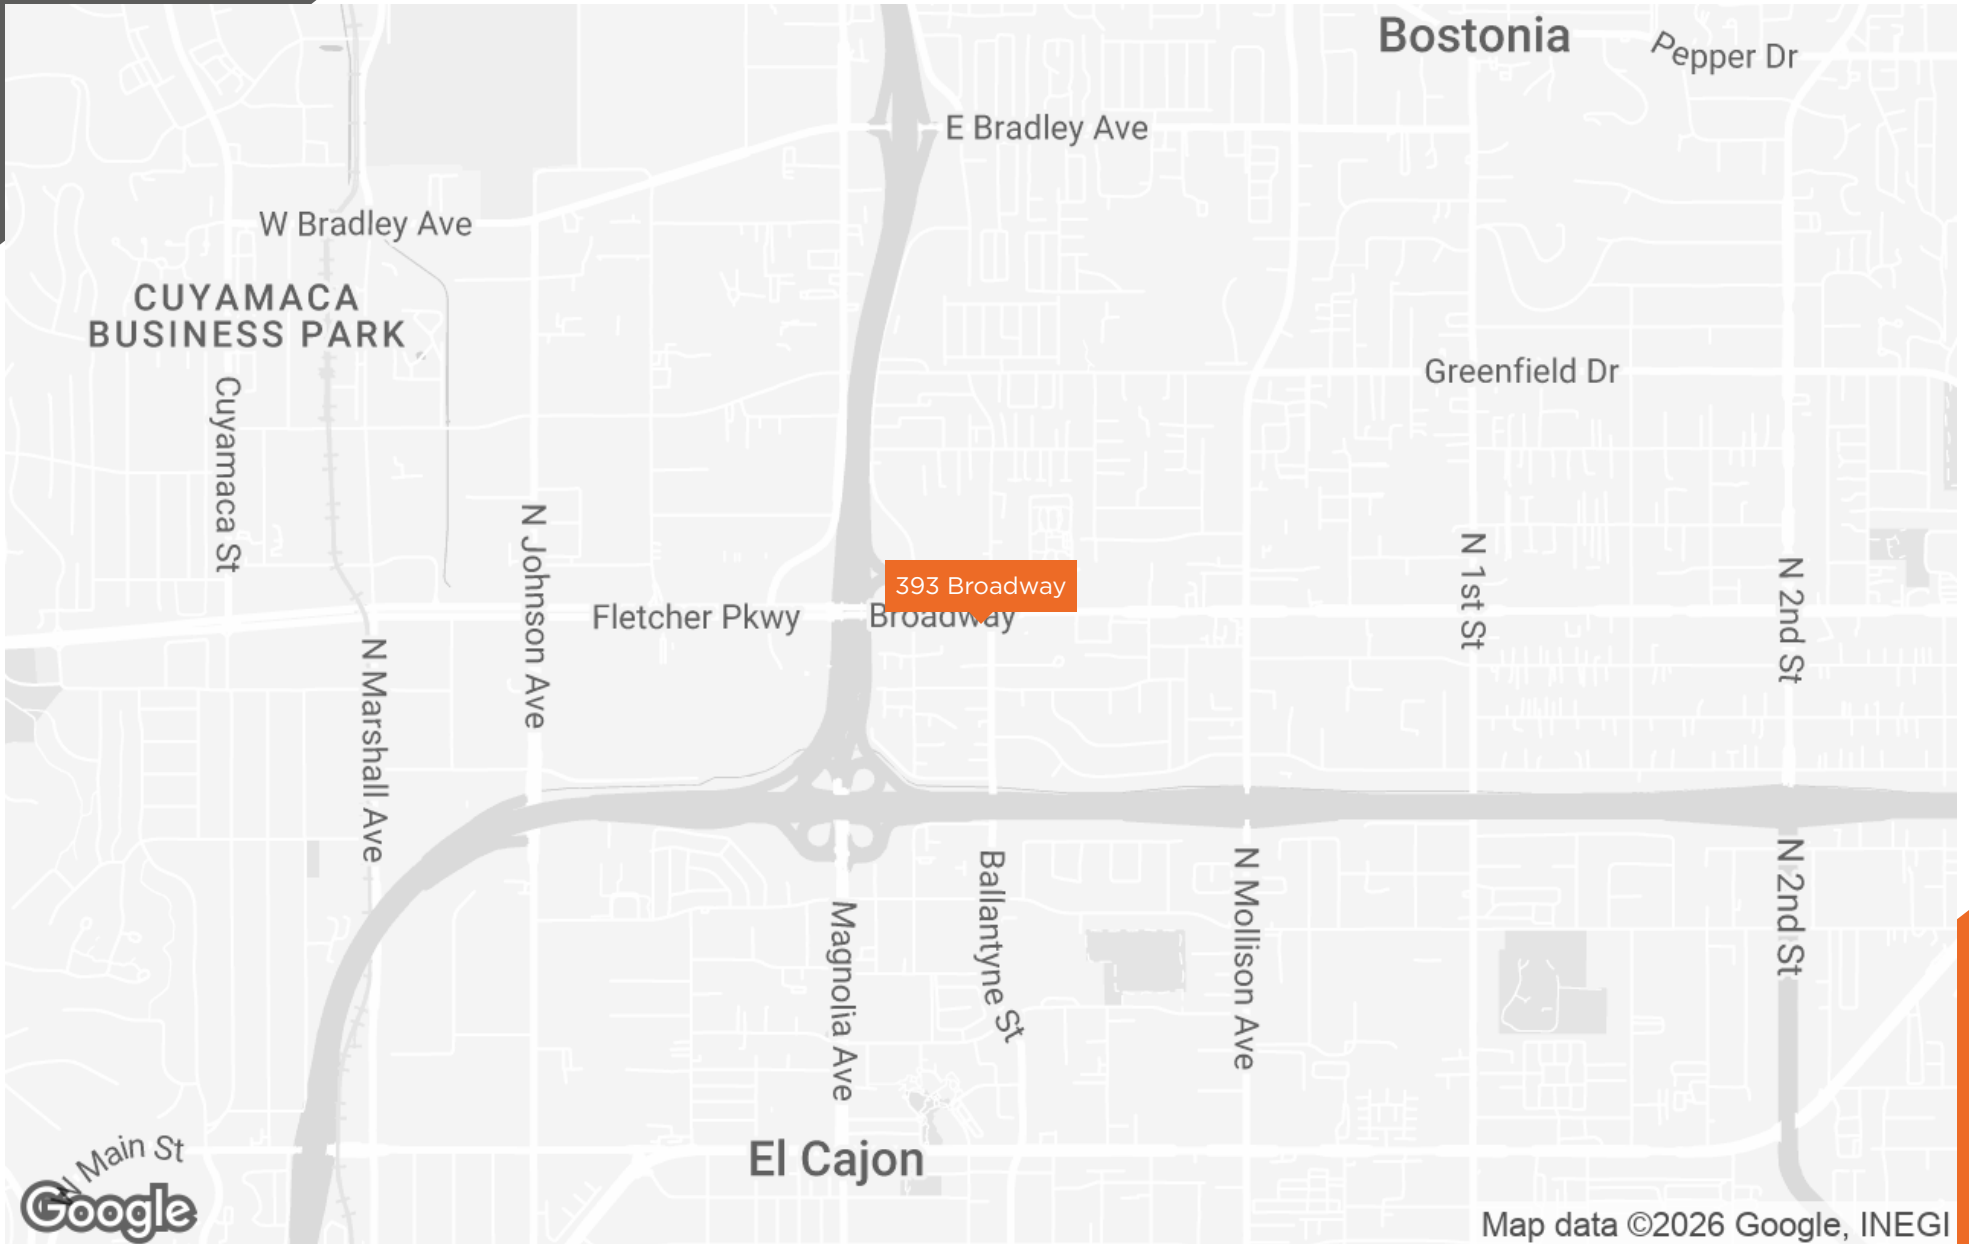 Bostonia
Pepper Dr
E Bradley Ave
W Bradley Ave
CUYAMACA
BUSINESS PARK
Greenfield Dr
Cuyamaca St
N Johnson Ave
N 1st St
N 2nd St
393 Broadway
Fletcher Pkwy
Broadway
N Marshall Ave
N 2nd St
Ballantyne St
N Mollison Ave
Magnolia Ave
W Main St
El Cajon
Google
Map data ©2026 Google, INEGI